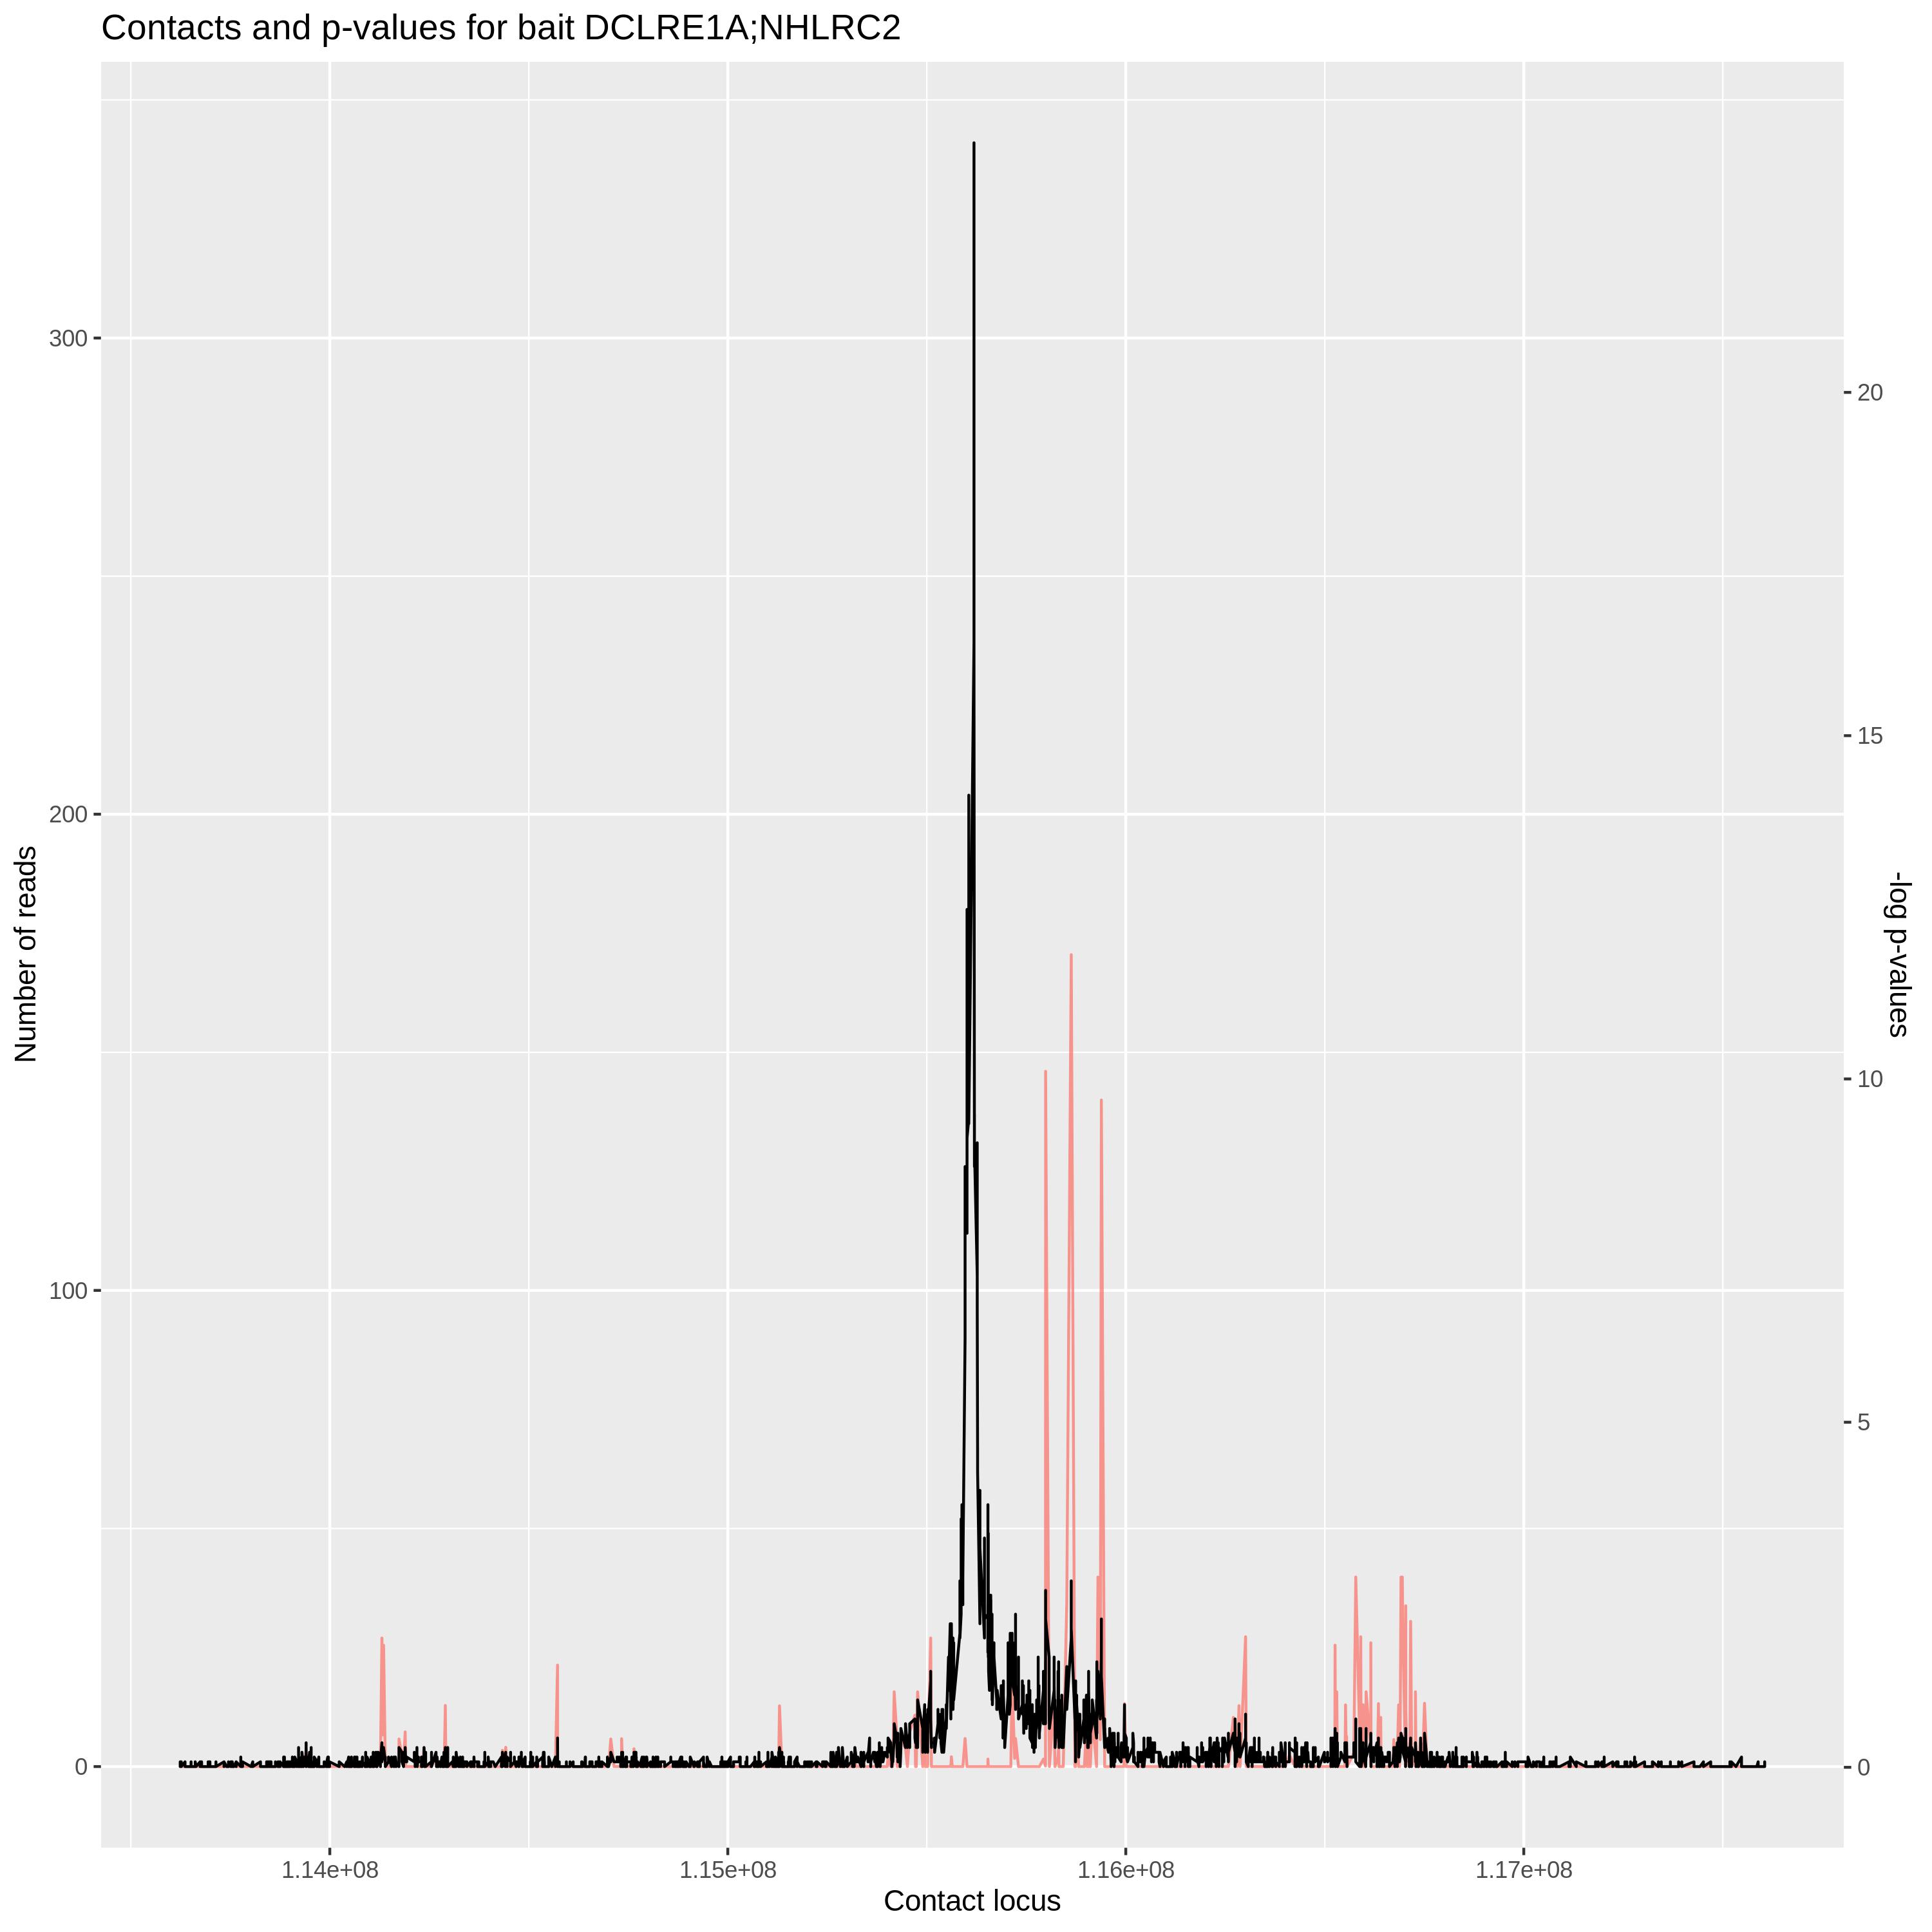 Contacts and p-values for bait DCLRE1A;NHLRC2
300
200
100
0
Number of reads
20
15
10
5
0
-log p-values
1.14e+08
1.15e+08
1.16e+08
1.17e+08
Contact locus